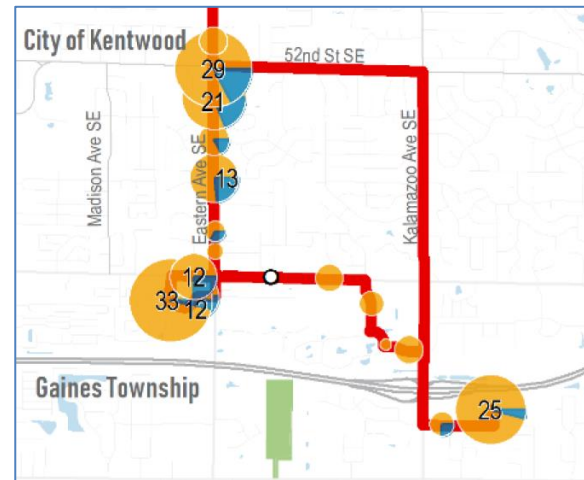 City of Kentwood
52nd St SE
29
21
Madison Ave SE
Eastern Ave SE
13
Kalamazoo Ave SE
12
33
12
Gaines Township
25